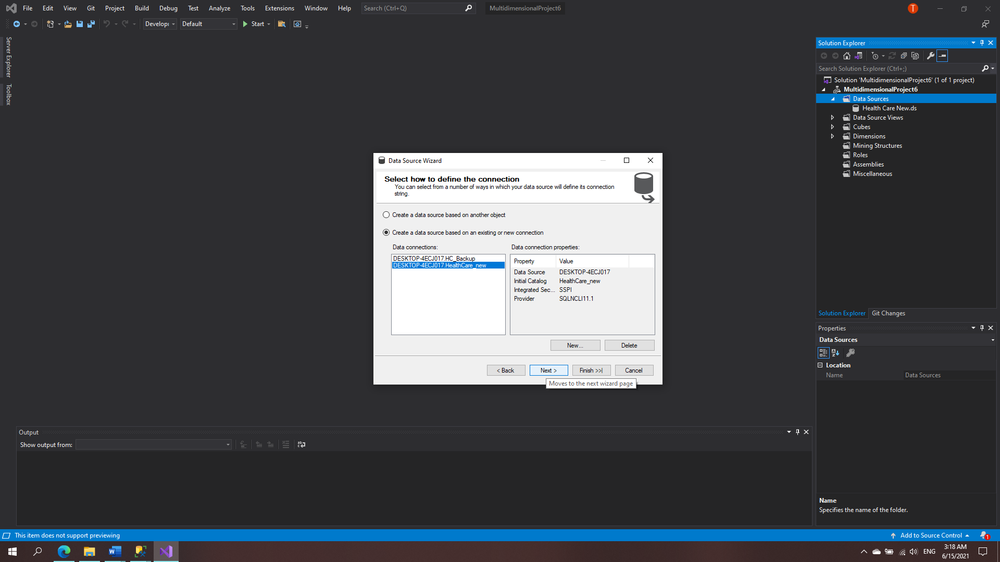 File Edit View Git Project Build Debug Test Analyze Tools Extensions Window Help Search (Ctrl+Q) MultidimensionalProject6 T
Developı Default Start
Server Explorer
Toolbox
Solution Explorer
Search Solution Explorer (Ctrl+;)
Solution 'MultidimensionalProject6' (1 of 1 project)
MultidimensionalProject6
Data Sources
Health Care New.ds
Data Source Views
Cubes
Dimensions
Mining Structures
Roles
Assemblies
Miscellaneous
Data Source Wizard
Select how to define the connection
You can select from a number of ways in which your data source will define its connection
string.
Create a data source based on another object
Create a data source based on an existing or new connection
Data connections: Data connection properties:
DESKTOP-4ECJ017.HC_Backup
DESKTOP-4ECJ017.HealthCare_new
Property Value
Data Source DESKTOP-4ECJ017
Initial Catalog HealthCare_new
Integrated Sec... SSPI
Provider SQLNCLI11.1
New... Delete
< Back Next > Finish >>| Cancel
Moves to the next wizard page
Solution Explorer Git Changes
Properties
Data Sources
Location
Name Data Sources
Name
Specifies the name of the folder.
Output
Show output from:
This item does not support previewing Add to Source Control 1
ENG 3:18 AM
6/15/2021